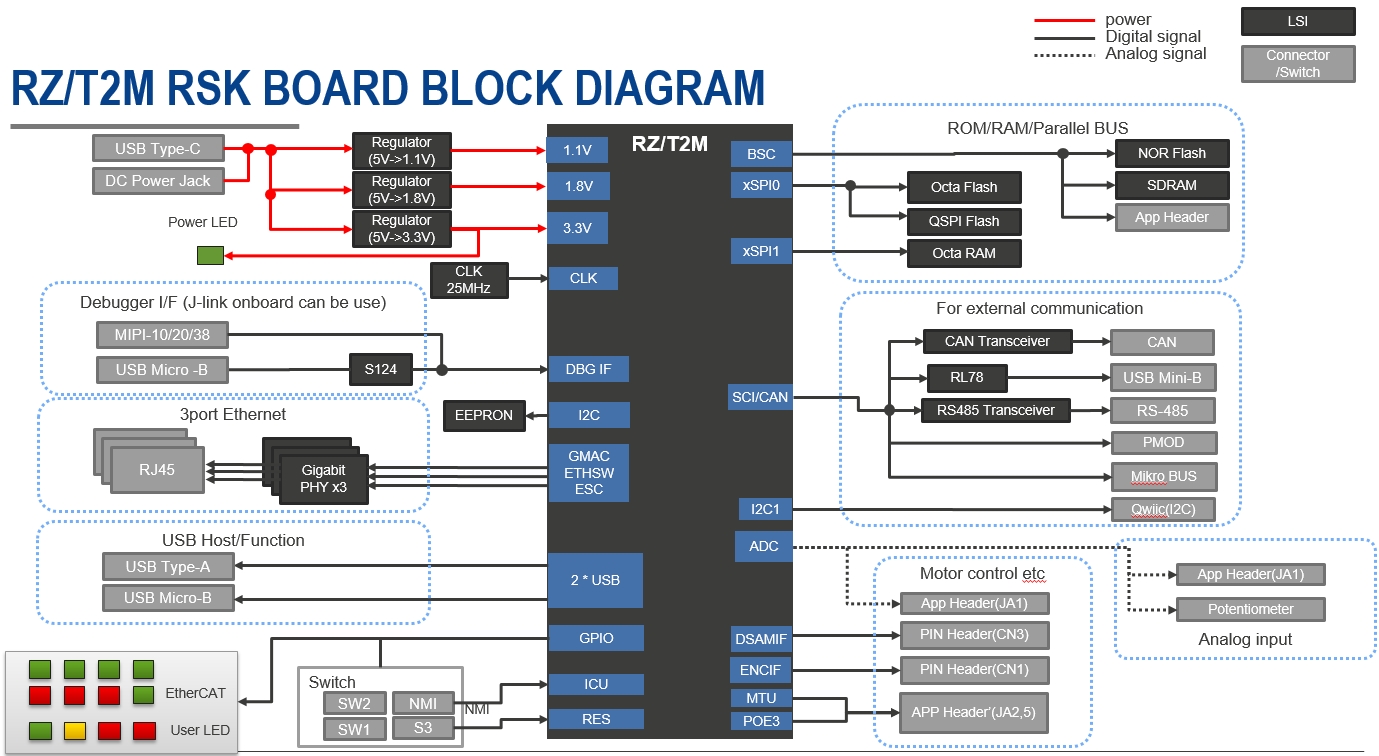 power
Digital signal
Analog signal
LSI
Connector
/Switch
RZ/T2M RSK BOARD BLOCK DIAGRAM
USB Type-C
DC Power Jack
Regulator
(5V->1.1V)
Regulator
(5V->1.8V)
Regulator
(5V->3.3V)
Power LED
CLK
25MHz
RZ/T2M
1.1V
1.8V
3.3V
CLK
DBG IF
I2C
GMAC
ETHSW
ESC
2 * USB
GPIO
ICU
RES
BSC
xSPI0
xSPI1
SCI/CAN
I2C1
ADC
DSAMIF
ENCIF
MTU
POE3
Debugger I/F (J-link onboard can be use)
MIPI-10/20/38
USB Micro -B
S124
EEPRON
3port Ethernet
RJ45
Gigabit
PHY x3
USB Host/Function
USB Type-A
USB Micro-B
EtherCAT
User LED
Switch
SW2
NMI
SW1
S3
NMI
ROM/RAM/Parallel BUS
Octa Flash
QSPI Flash
Octa RAM
NOR Flash
SDRAM
App Header
For external communication
CAN Transceiver
CAN
RL78
USB Mini-B
RS485 Transceiver
RS-485
PMOD
Mikro BUS
Qwiic(I2C)
Motor control etc
App Header(JA1)
PIN Header(CN3)
PIN Header(CN1)
APP Header'(JA2,5)
App Header(JA1)
Potentiometer
Analog input